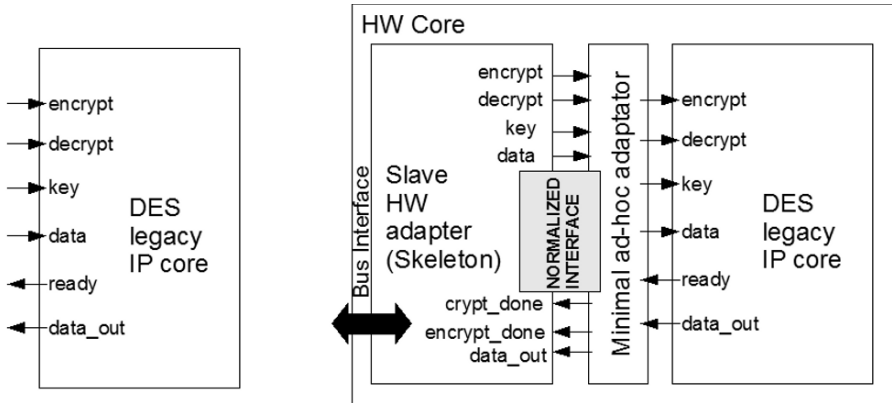 encrypt
decrypt
key
data
ready
data_out
DES
legacy
IP core
HW Core
Bus Interface
Slave
HW
adapter
(Skeleton)
encrypt
decrypt
key
data
NORMALIZED
INTERFACE
crypt_done
encrypt_done
data_out
Minimal ad-hoc adaptator
encrypt
decrypt
key
data
ready
data_out
DES
legacy
IP core